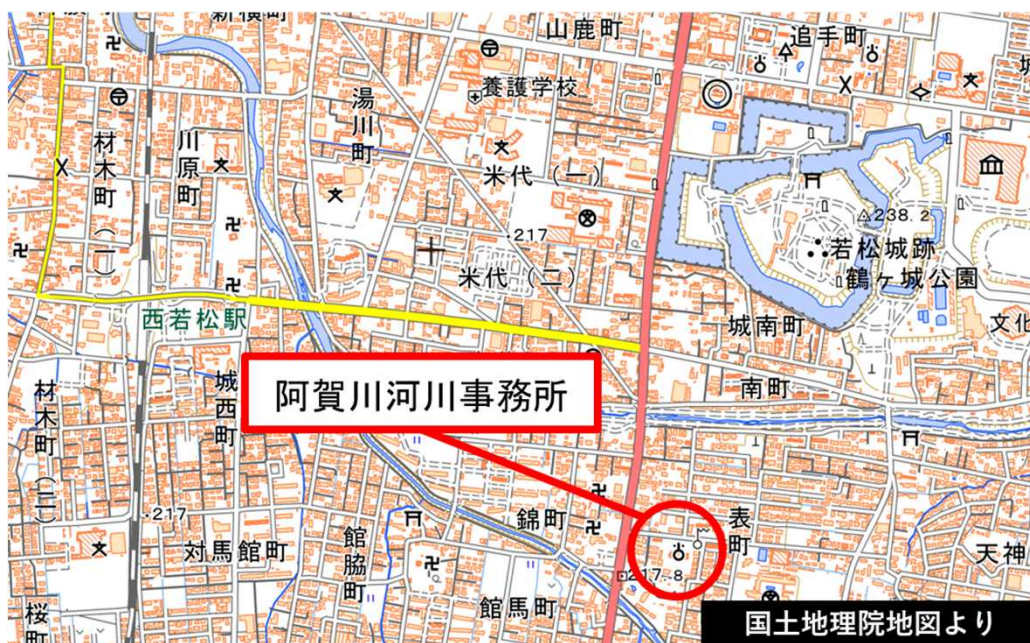 新横町
山鹿町
追手町
養護学校
湯川町
材木町(一)
川原町
米代(一)
217
米代(二)
238.2
若松城跡
鶴ヶ城公園
西若松駅
城南町
文化
城西町
南町
阿賀川河川事務所
材木町(二)
217
対馬館町
館脇町
錦町
表町
天神
217.8
館馬町
桜町
国土地理院地図より